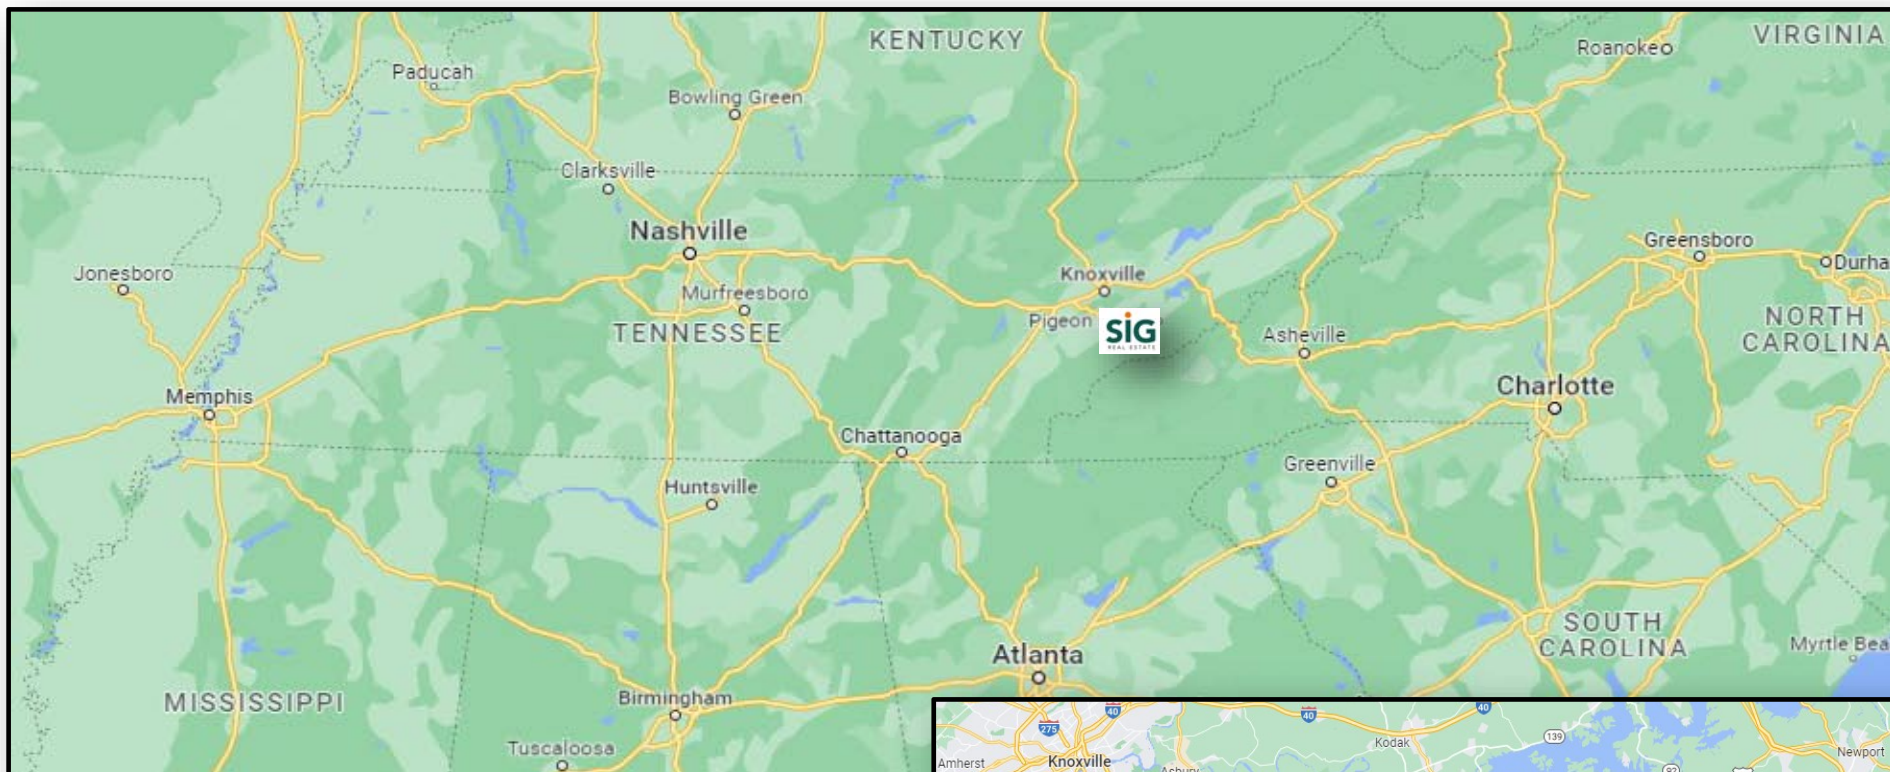 KENTUCKY
VIRGINIA
Roanoke
Paducah
Bowling Green
Clarksville
Nashville
Greensboro
Durha
Jonesboro
Knoxville
Murfreesboro
TENNESSEE
Pigeon
SiG
REAL ESTATE
Asheville
NORTH
CAROLINA
Memphis
Charlotte
Chattanooga
Greenville
Huntsville
SOUTH
CAROLINA
Myrtle Bea
Atlanta
MISSISSIPPI
Birmingham
Tuscaloosa
40
275
40
40
139
Kodak
Newport
Amherst
Knoxville
Asbury
92